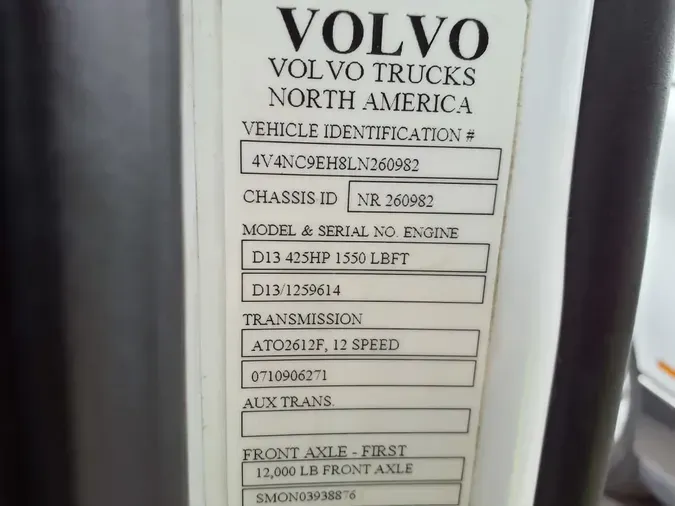 VOLVO
VOLVO TRUCKS
NORTH AMERICA
VEHICLE IDENTIFICATION #
4V4NC9EH8LN260982
CHASSIS ID NR 260982
MODEL & SERIAL NO. ENGINE
D13 425HP 1550 LBFT
D13/1259614
TRANSMISSION
ATO2612F, 12 SPEED
0710906271
AUX TRANS.
FRONT AXLE - FIRST
12,000 LB FRONT AXLE
SMON03938876